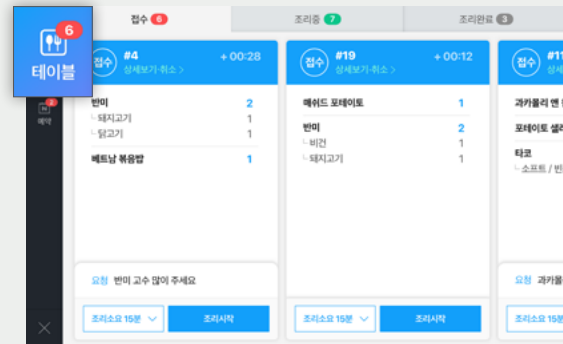 접수 6
조리중 7
조리완료 3
6
테이블
예약
접수 #4 +00:28
상세보기·취소 >
반미 2
└돼지고기 1
└닭고기 1
베트남 볶음밥 1
요청 반미 고수 많이 주세요
조리소요 15분
조리시작
접수 #19 +00:12
상세보기·취소 >
매쉬드 포테이토 1
반미 2
└비건 1
└돼지고기 1
조리소요 15분
조리시작
접수 #11
과카몰리 앤
포테이토
타코
└소프트 /
요청
조리소요 15분